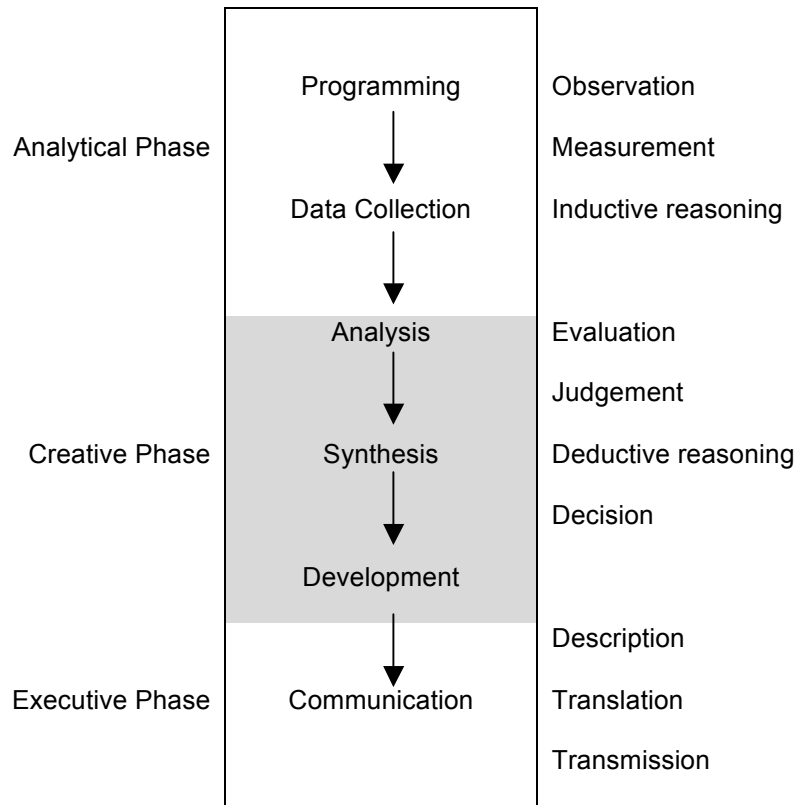 Programming Observation
Analytical Phase Measurement
Data Collection Inductive reasoning
Analysis Evaluation
Judgement
Creative Phase Synthesis Deductive reasoning
Decision
Development
Description
Executive Phase Communication Translation
Transmission